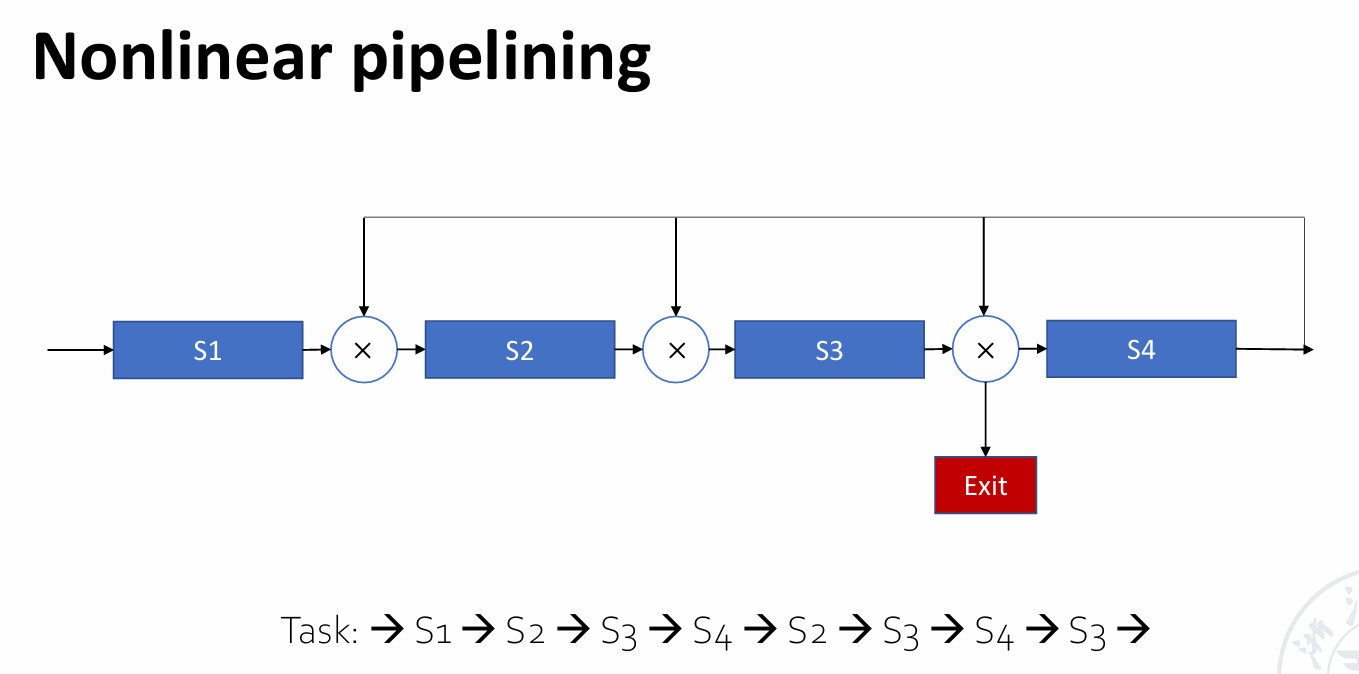 Nonlinear pipelining
S1 × S2 × S3 × S4
Exit
Task: → S1 → S2 → S3 → S4 → S2 → S3 → S4 → S3 →